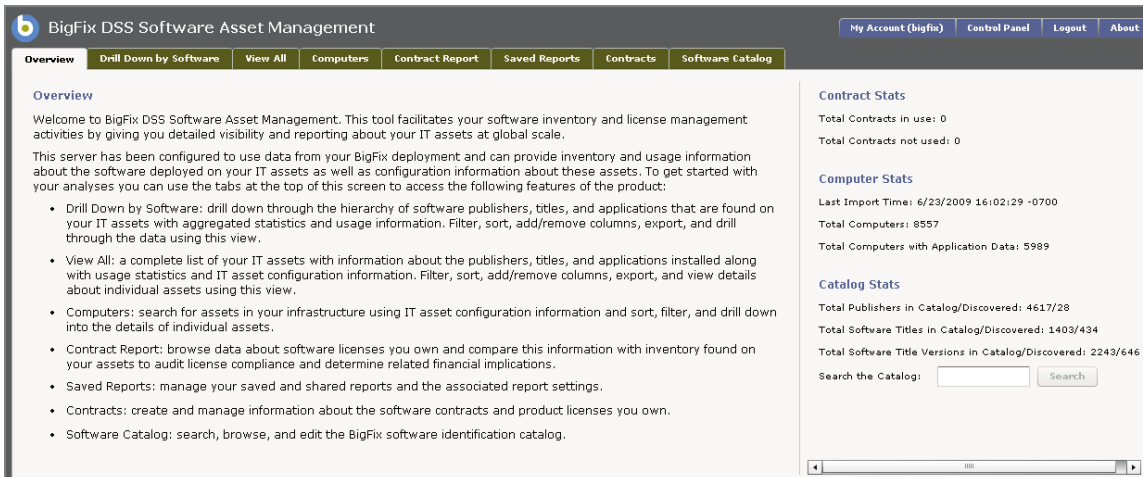 BigFix DSS Software Asset Management
My Account (bigfix) Control Panel Logout About
Overview Drill Down by Software View All Computers Contract Report Saved Reports Contracts Software Catalog
Overview
Welcome to BigFix DSS Software Asset Management. This tool facilitates your software inventory and license management
activities by giving you detailed visibility and reporting about your IT assets at global scale.
This server has been configured to use data from your BigFix deployment and can provide inventory and usage information
about the software deployed on your IT assets as well as configuration information about these assets. To get started with
your analyses you can use the tabs at the top of this screen to access the following features of the product:
• Drill Down by Software: drill down through the hierarchy of software publishers, titles, and applications that are found on
your IT assets with aggregated statistics and usage information. Filter, sort, add/remove columns, export, and drill
through the data using this view.
• View All: a complete list of your IT assets with information about the publishers, titles, and applications installed along
with usage statistics and IT asset configuration information. Filter, sort, add/remove columns, export, and view details
about individual assets using this view.
• Computers: search for assets in your infrastructure using IT asset configuration information and sort, filter, and drill down
into the details of individual assets.
• Contract Report: browse data about software licenses you own and compare this information with inventory found on
your assets to audit license compliance and determine related financial implications.
• Saved Reports: manage your saved and shared reports and the associated report settings.
• Contracts: create and manage information about the software contracts and product licenses you own.
• Software Catalog: search, browse, and edit the BigFix software identification catalog.
Contract Stats
Total Contracts in use: 0
Total Contracts not used: 0
Computer Stats
Last Import Time: 6/23/2009 16:02:29 -0700
Total Computers: 8557
Total Computers with Application Data: 5989
Catalog Stats
Total Publishers in Catalog/Discovered: 4617/28
Total Software Titles in Catalog/Discovered: 1403/434
Total Software Title Versions in Catalog/Discovered: 2243/646
Search the Catalog: Search